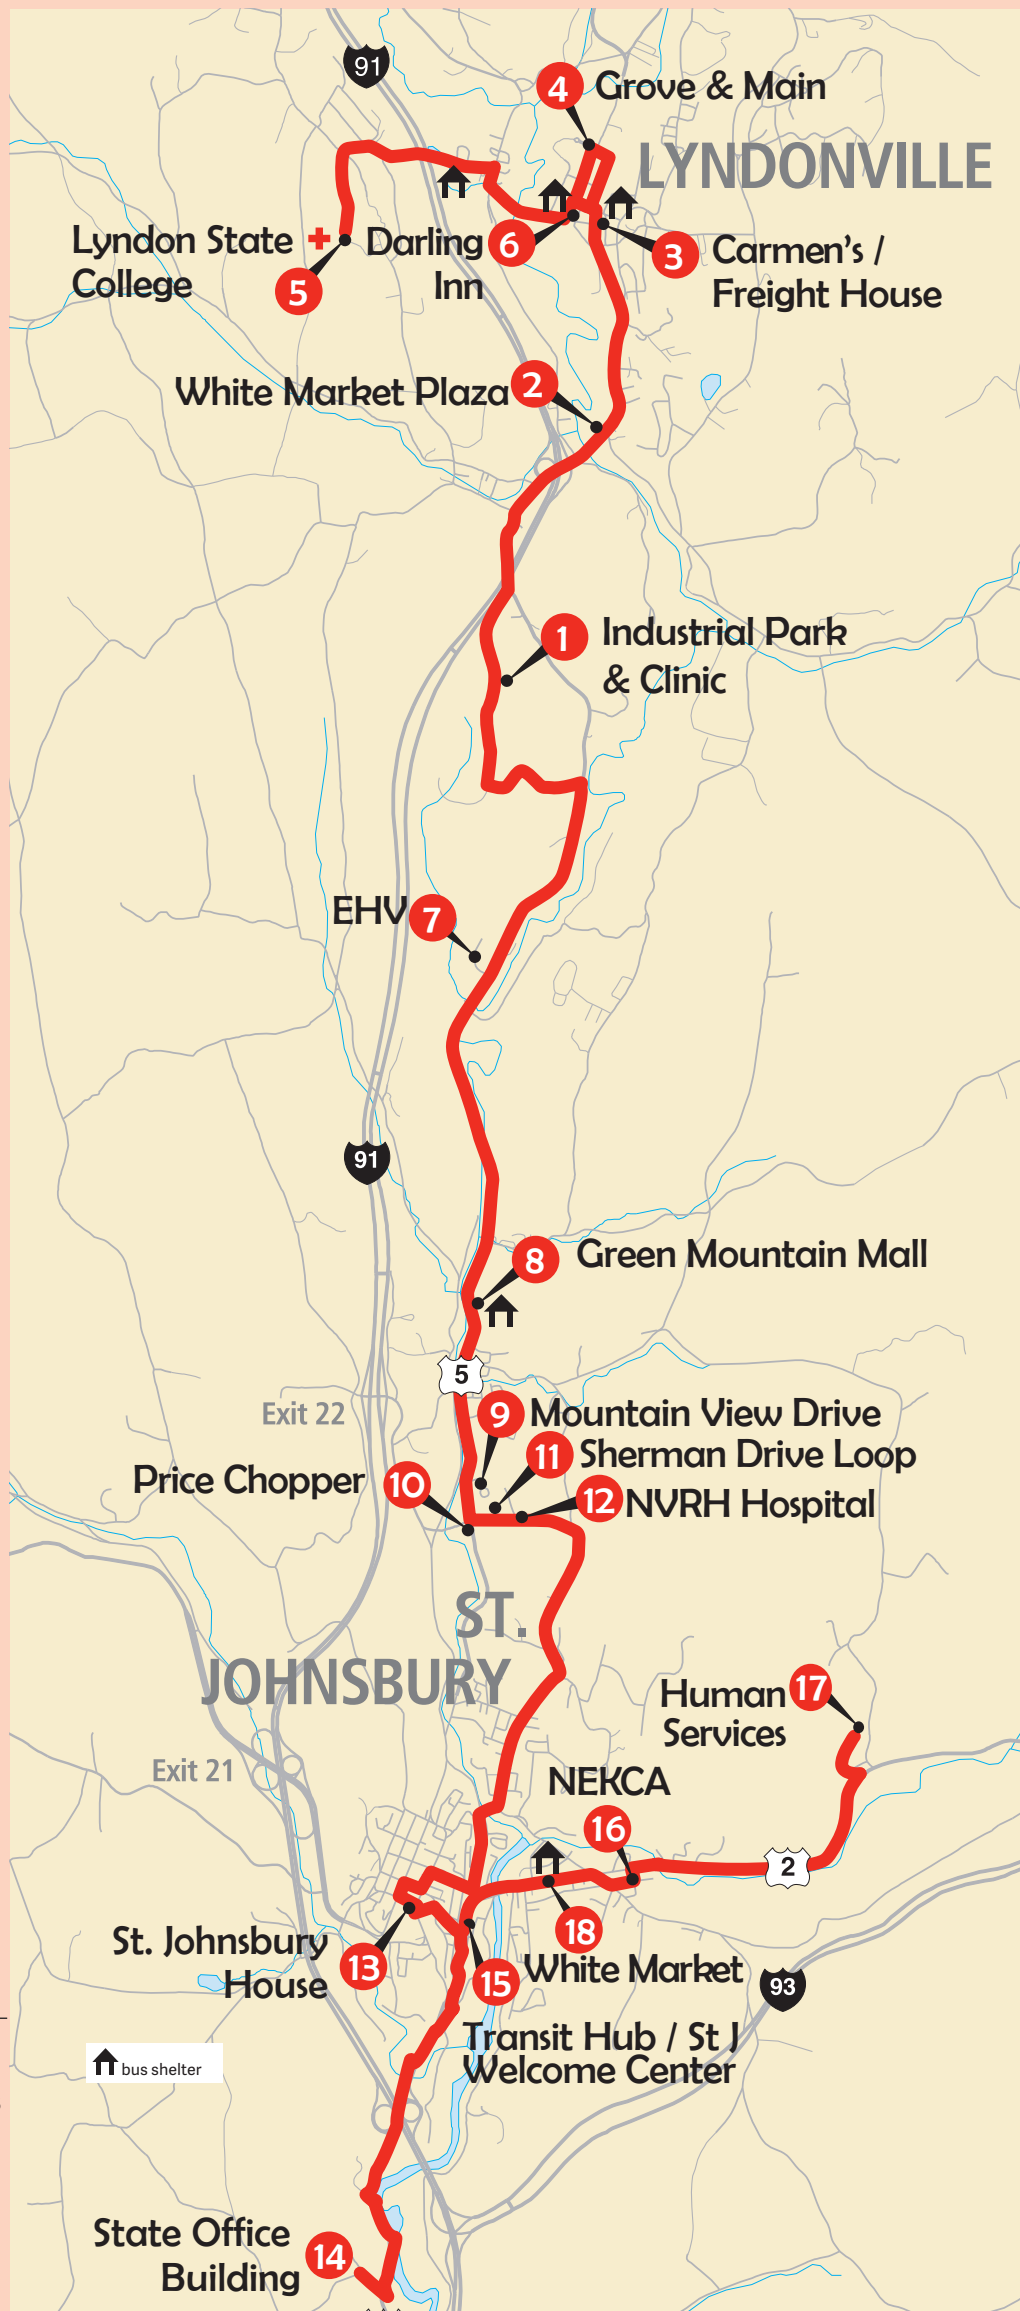 91
4 Grove & Main
LYNDONVILLE
Lyndon State
College
5
Darling
Inn
6
3 Carmen's /
Freight House
White Market Plaza 2
1 Industrial Park
& Clinic
EHV 7
91
8 Green Mountain Mall
5
Exit 22
9 Mountain View Drive
11 Sherman Drive Loop
Price Chopper 10
12 NVRH Hospital
ST.
JOHNSBURY
Human
Services
17
Exit 21
NEKCA
16
2
St. Johnsbury
House
13
18
White Market
15
93
Transit Hub / St J
Welcome Center
bus shelter
State Office
Building
14